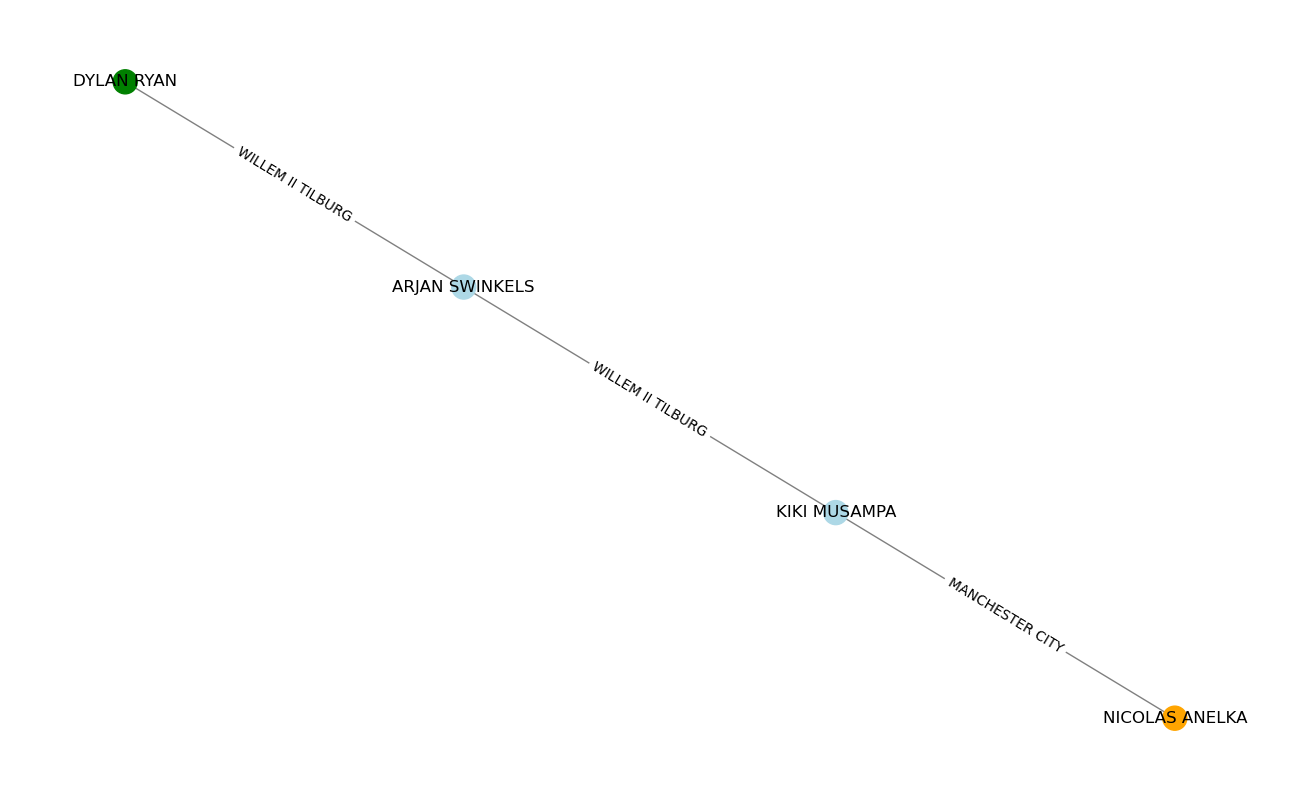 DYLAN RYAN
WILLEM II TILBURG
ARJAN SWINKELS
WILLEM II TILBURG
KIKI MUSAMPA
MANCHESTER CITY
NICOLAS ANELKA